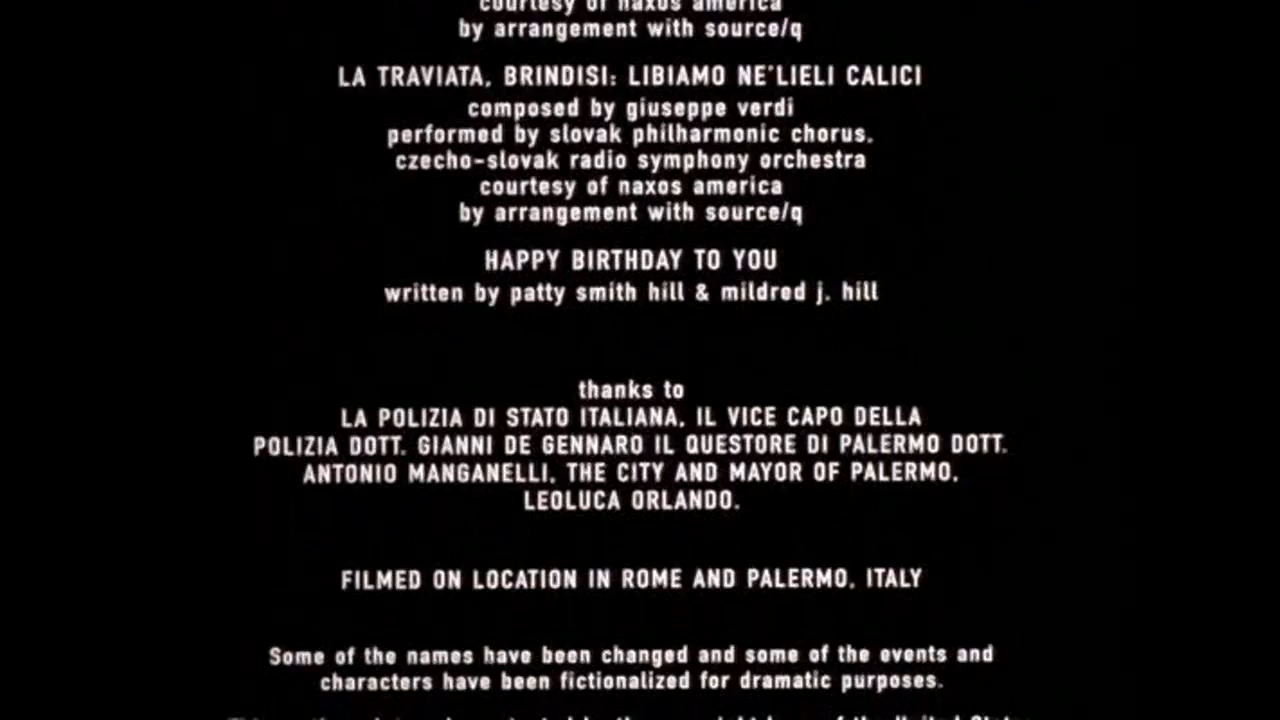 courtesy of naxos america
by arrangement with source/q
LA TRAVIATA, BRINDISI: LIBIAMO NE'LIELI CALICI
composed by giuseppe verdi
performed by slovak philharmonic chorus,
czecho-slovak radio symphony orchestra
courtesy of naxos america
by arrangement with source/q
HAPPY BIRTHDAY TO YOU
written by patty smith hill & mildred j. hill
thanks to
LA POLIZIA DI STATO ITALIANA, IL VICE CAPO DELLA
POLIZIA DOTT. GIANNI DE GENNARO IL QUESTORE DI PALERMO DOTT.
ANTONIO MANGANELLI, THE CITY AND MAYOR OF PALERMO,
LEOLUCA ORLANDO.
FILMED ON LOCATION IN ROME AND PALERMO, ITALY
Some of the names have been changed and some of the events and
characters have been fictionalized for dramatic purposes.